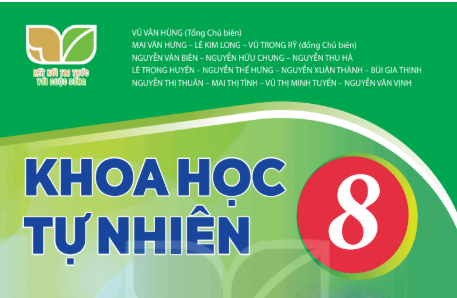 VŨ VĂN HÙNG (Tổng Chủ biên)
MAI VĂN HƯNG – LÊ KIM LONG – VŨ TRỌNG RỸ (đồng Chủ biên)
NGUYỄN VĂN BIÊN – NGUYỄN HỮU CHUNG – NGUYỄN THU HÀ
LÊ TRỌNG HUYỀN – NGUYỄN THẾ HƯNG – NGUYỄN XUÂN THÀNH – BÙI GIA THỊNH
NGUYỄN THỊ THUẦN – MAI THỊ TÌNH – VŨ THỊ MINH TUYẾN – NGUYỄN VĂN VỊNH
KẾT NỐI TRI THỨC
VỚI CUỘC SỐNG
KHOA HỌC
TỰ NHIÊN
8